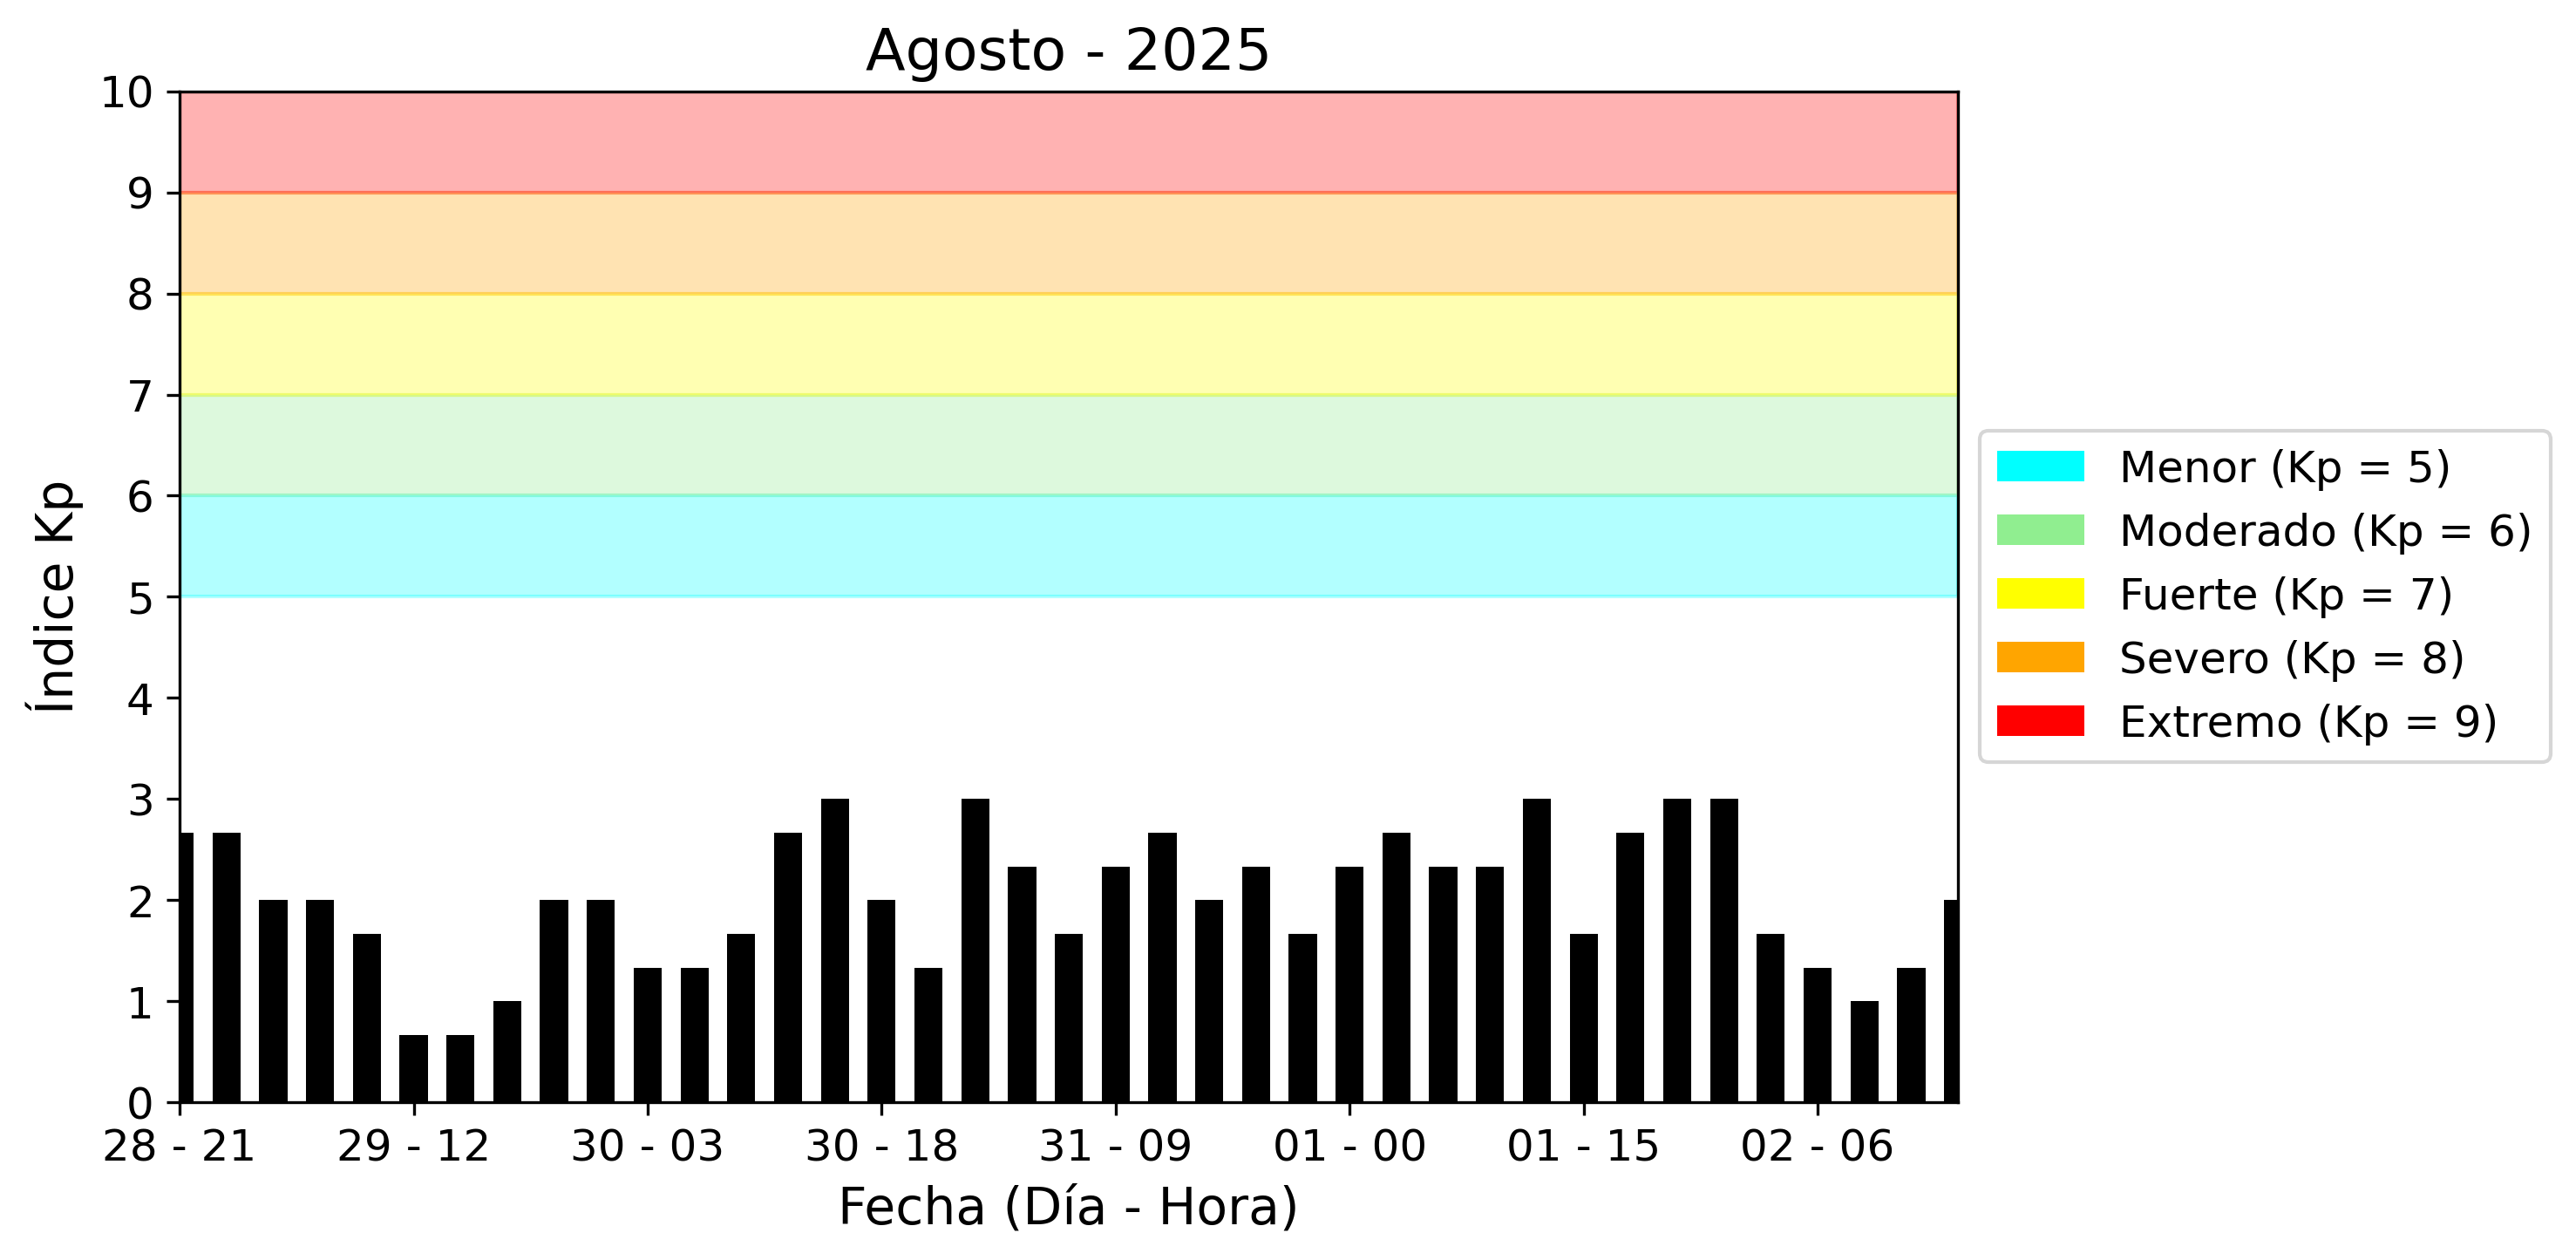 Agosto - 2025
10
9
8
7
6
5
4
3
2
1
0
Índice Kp
28 - 21
29 - 12
30 - 03
30 - 18
31 - 09
01 - 00
01 - 15
02 - 06
Fecha (Día - Hora)
Menor (Kp = 5)
Moderado (Kp = 6)
Fuerte (Kp = 7)
Severo (Kp = 8)
Extremo (Kp = 9)